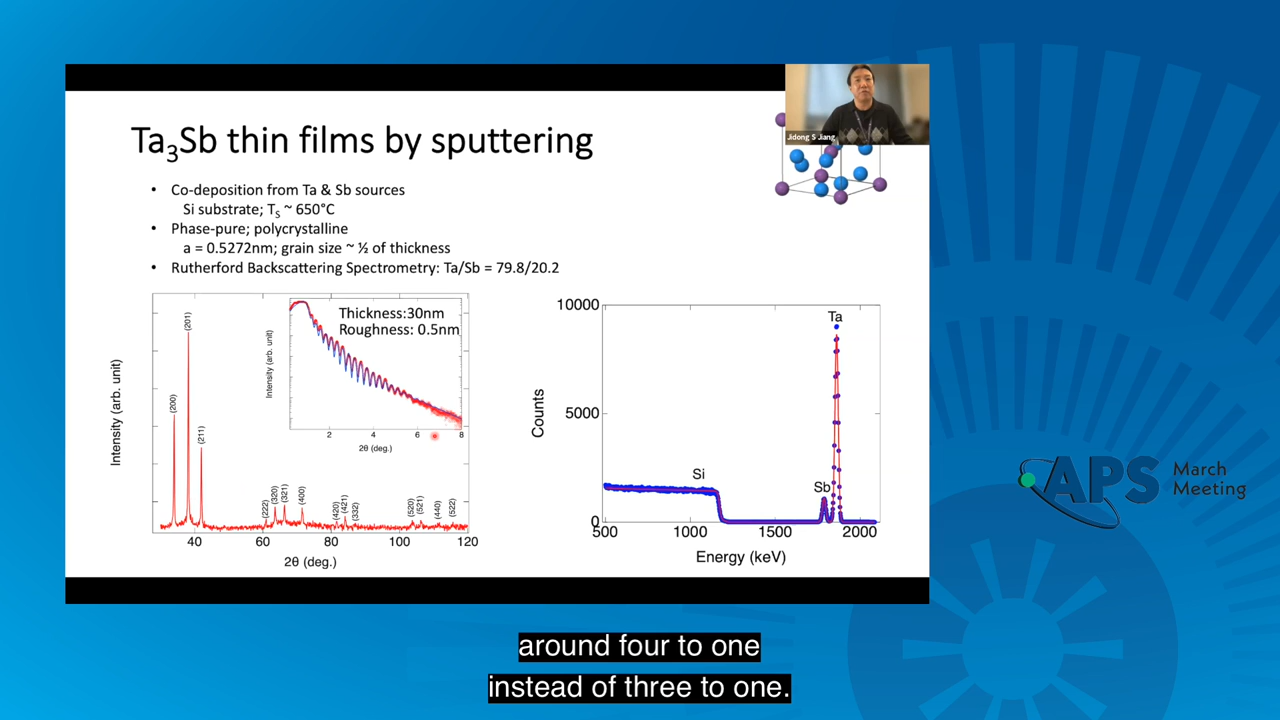 Jidong S Jiang
Ta₃Sb thin films by sputtering
• Co-deposition from Ta & Sb sources
Si substrate; Tₛ ~ 650°C
• Phase-pure; polycrystalline
a = 0.5272nm; grain size ~ ½ of thickness
• Rutherford Backscattering Spectrometry: Ta/Sb = 79.8/20.2
Intensity (arb. unit)
(200)
(201)
(211)
(222)
(320)
(321)
(400)
(420)
(421)
(332)
(520)
(521)
(440)
(522)
40 60 80 100 120
2θ (deg.)
Thickness:30nm
Roughness: 0.5nm
Intensity (arb. unit)
2 4 6 8
2θ (deg.)
Counts
10000
5000
0
Si
Sb
Ta
500 1000 1500 2000
Energy (keV)
APS
March
Meeting
around four to one
instead of three to one.